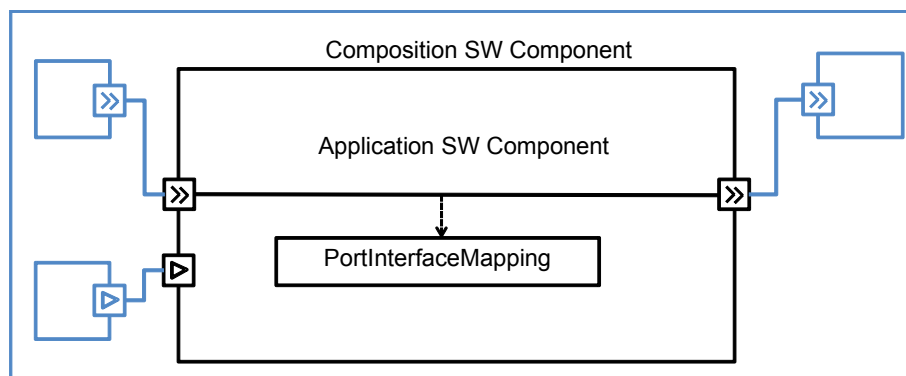 Composition SW Component
Application SW Component
PortInterfaceMapping